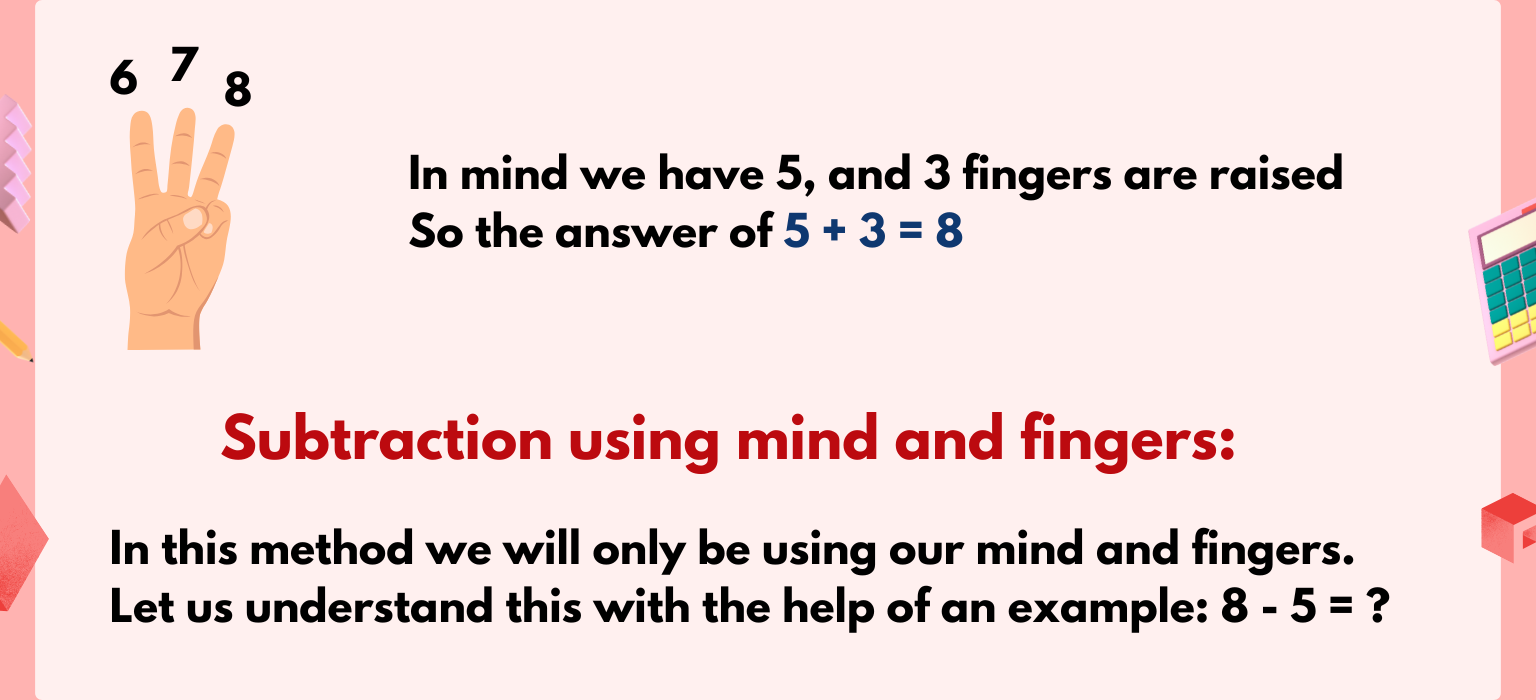 6 7 8
In mind we have 5, and 3 fingers are raised
So the answer of 5 + 3 = 8
Subtraction using mind and fingers:
In this method we will only be using our mind and fingers.
Let us understand this with the help of an example: 8 - 5 = ?